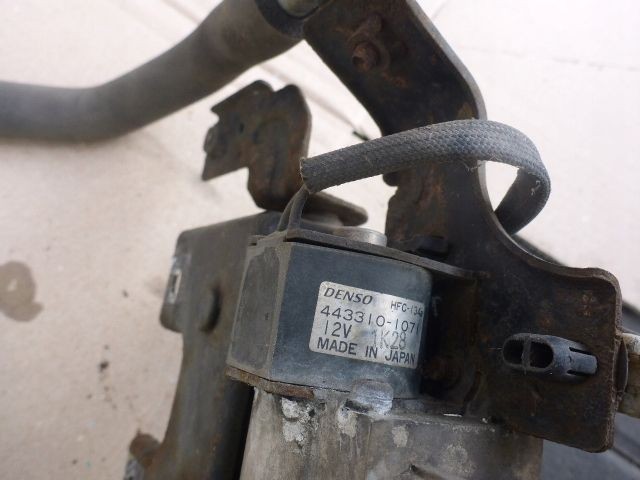 DENSO HFC-134
443310-1071
12V 1K28
MADE IN JAPAN